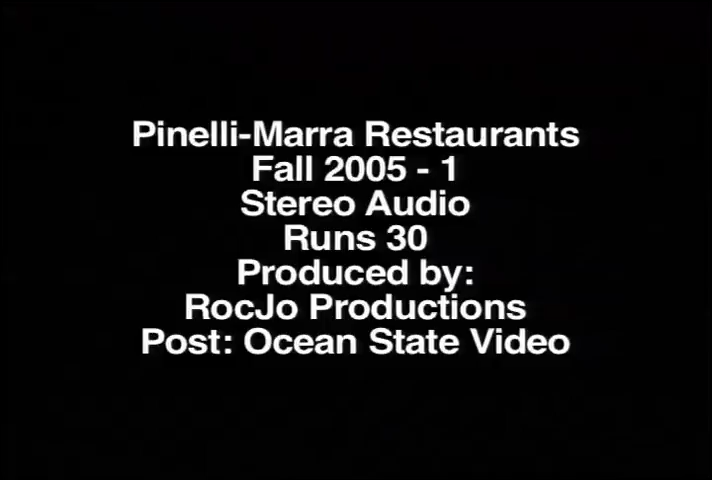 Pinelli-Marra Restaurants
Fall 2005 - 1
Stereo Audio
Runs 30
Produced by:
RocJo Productions
Post: Ocean State Video